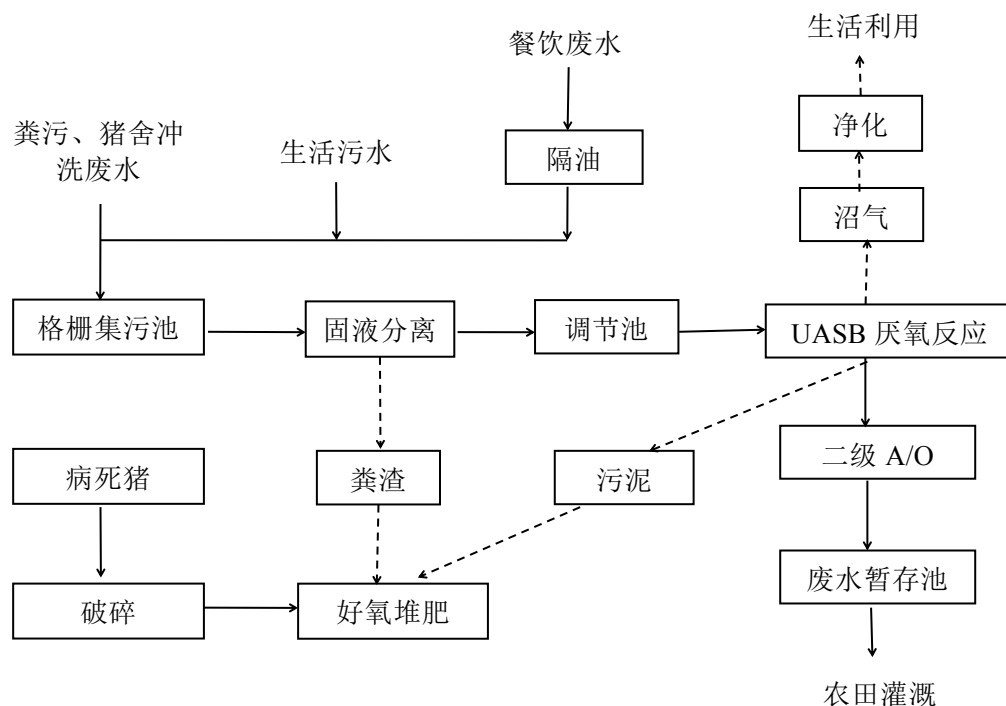 餐饮废水
生活利用
粪污、猪舍冲
洗废水
生活污水
隔油
净化
沼气
格栅集污池
固液分离
调节池
UASB 厌氧反应
病死猪
粪渣
污泥
二级 A/O
破碎
好氧堆肥
废水暂存池
农田灌溉